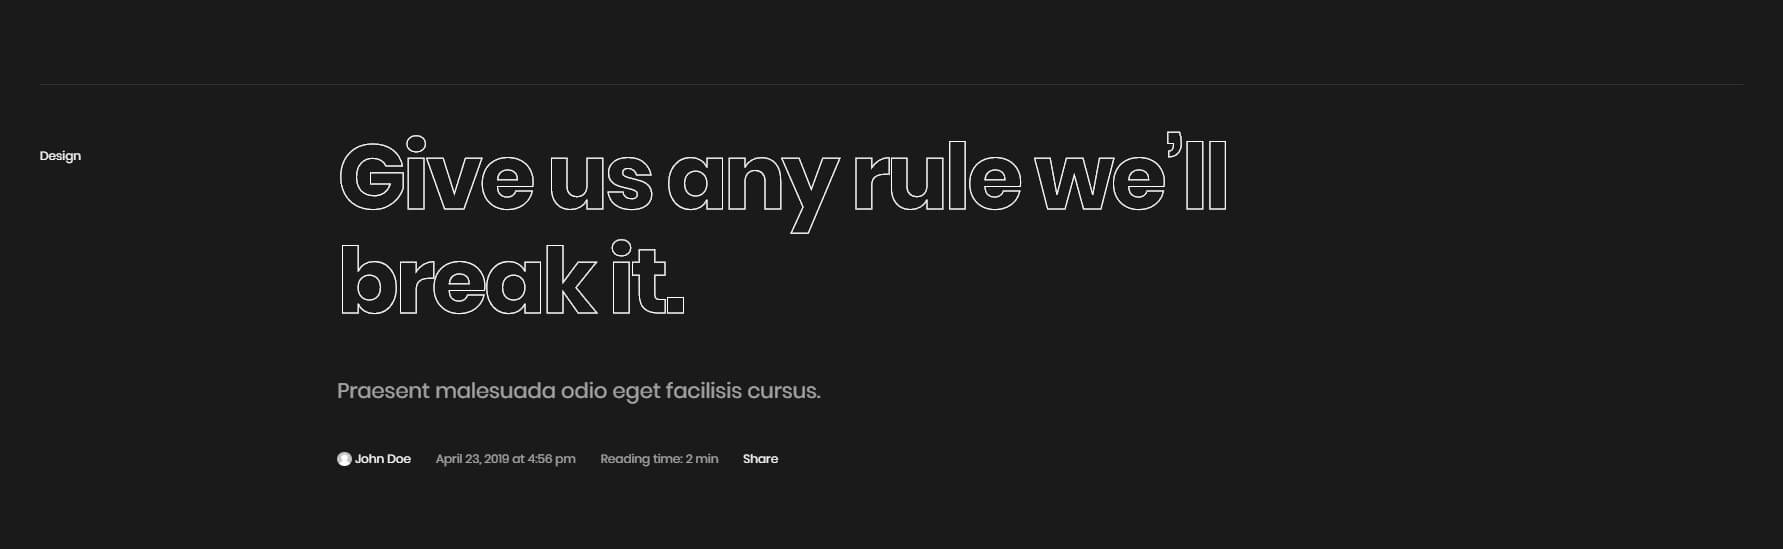 Design
Give us any rule we’ll
break it.
Praesent malesuada odio eget facilisis cursus.
John Doe April 23, 2019 at 4:56 pm Reading time: 2 min Share